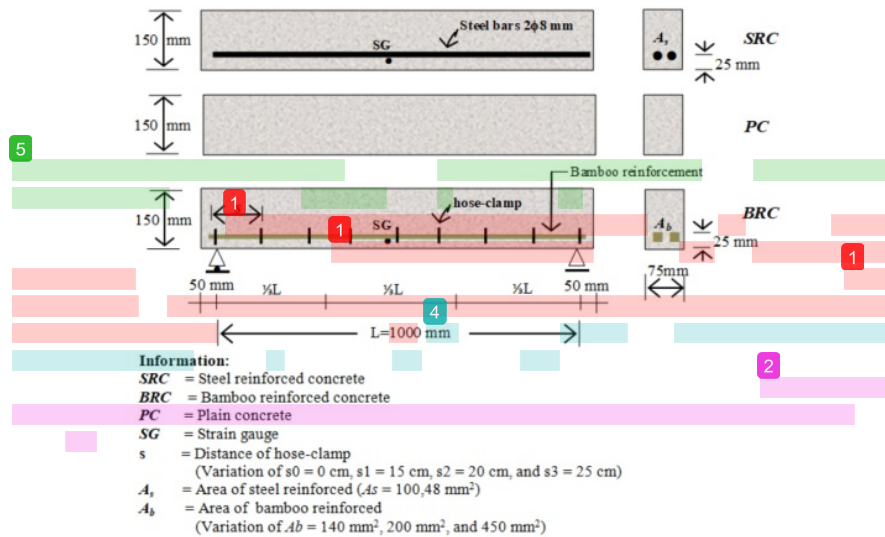 Steel bars 2ϕ8 mm
150 mm
SG
A_s
SRC
25 mm
150 mm
PC
5
Bamboo reinforcement
1
hose-clamp
150 mm
1
SG
A_b
BRC
25 mm
1
75mm
50 mm
⅓L
⅓L
⅓L
50 mm
4
L=1000 mm
2
Information:
SRC = Steel reinforced concrete
BRC = Bamboo reinforced concrete
PC = Plain concrete
SG = Strain gauge
s = Distance of hose-clamp
(Variation of s0 = 0 cm, s1 = 15 cm, s2 = 20 cm, and s3 = 25 cm)
A_s = Area of steel reinforced (As = 100,48 mm²)
A_b = Area of bamboo reinforced
(Variation of Ab = 140 mm², 200 mm², and 450 mm²)